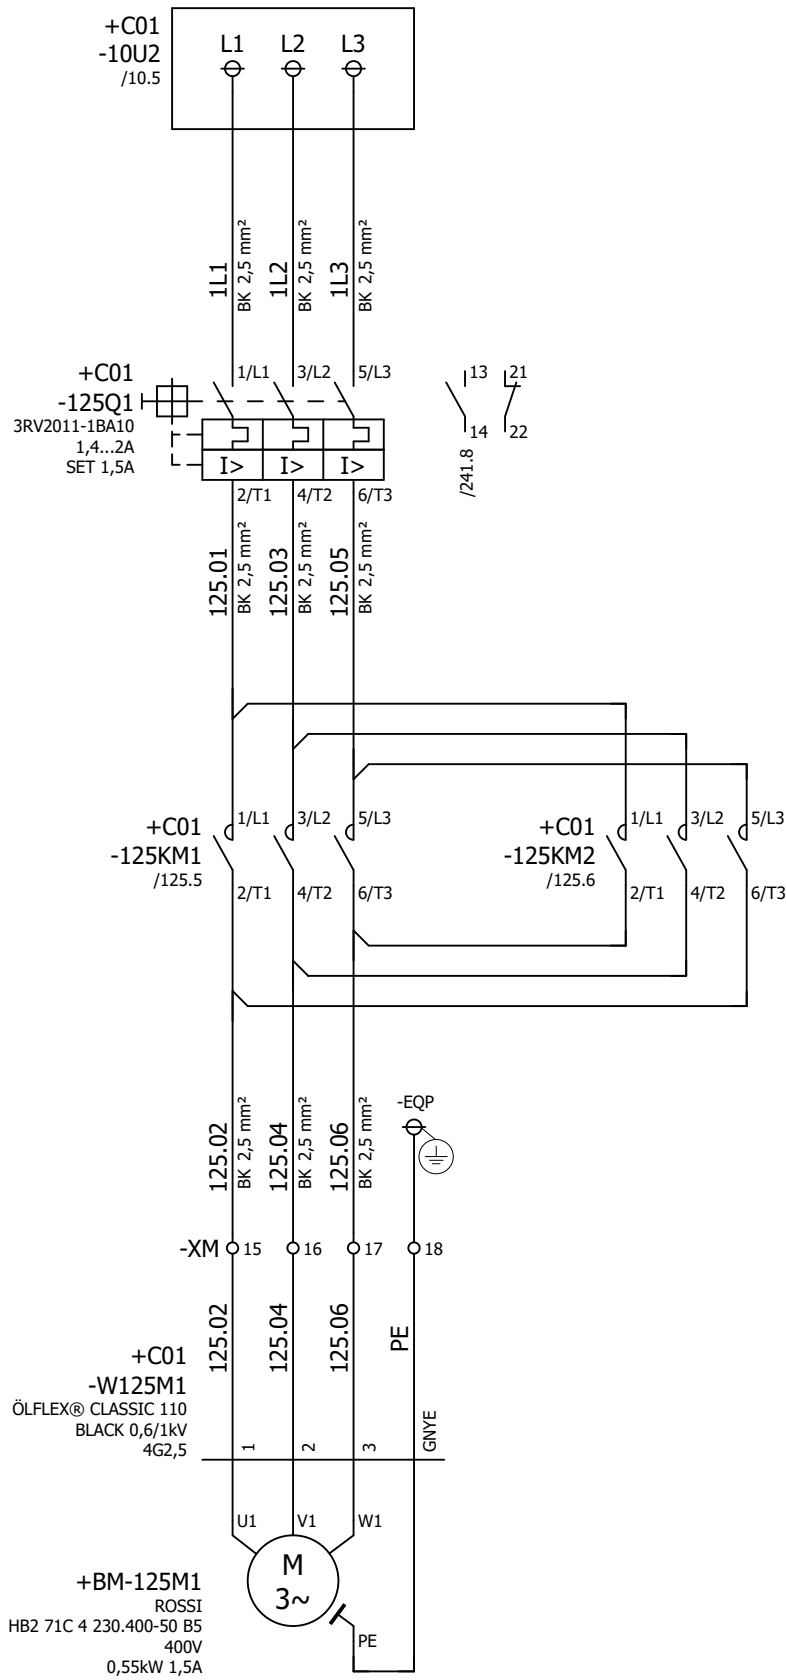 +C01
-10U2
/10.5
L1
L2
L3
1L1
BK 2,5 mm²
1L2
BK 2,5 mm²
1L3
BK 2,5 mm²
+C01
-125Q1
3RV2011-1BA10
1,4...2A
SET 1,5A
1/L1
3/L2
5/L3
I>
I>
I>
2/T1
4/T2
6/T3
13
14
21
22
/241.8
125.01
BK 2,5 mm²
125.03
BK 2,5 mm²
125.05
BK 2,5 mm²
+C01
-125KM1
/125.5
1/L1
3/L2
5/L3
2/T1
4/T2
6/T3
+C01
-125KM2
/125.6
1/L1
3/L2
5/L3
2/T1
4/T2
6/T3
125.02
BK 2,5 mm²
125.04
BK 2,5 mm²
125.06
BK 2,5 mm²
-EQP
-XM
15
16
17
18
125.02
125.04
125.06
PE
+C01
-W125M1
ÖLFLEX® CLASSIC 110
BLACK 0,6/1kV
4G2,5
1
2
3
GNYE
U1
V1
W1
M
3~
PE
+BM-125M1
ROSSI
HB2 71C 4 230.400-50 B5
400V
0,55kW 1,5A